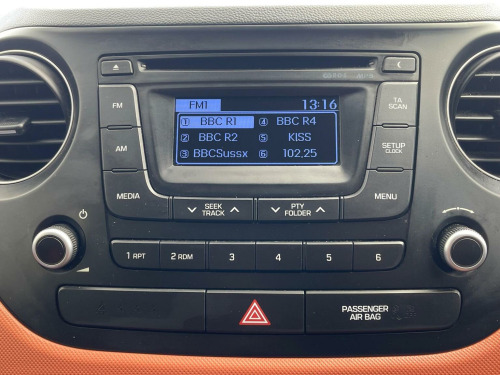 FM1 13:16
1 BBC R1 4 BBC R4
2 BBC R2 5 KISS
3 BBCSussx 6 102.25
FM
AM
MEDIA
TA
SCAN
SETUP
CLOCK
MENU
SEEK
TRACK
PTY
FOLDER
1 RPT 2 RDM 3 4 5 6
PASSENGER
AIR BAG